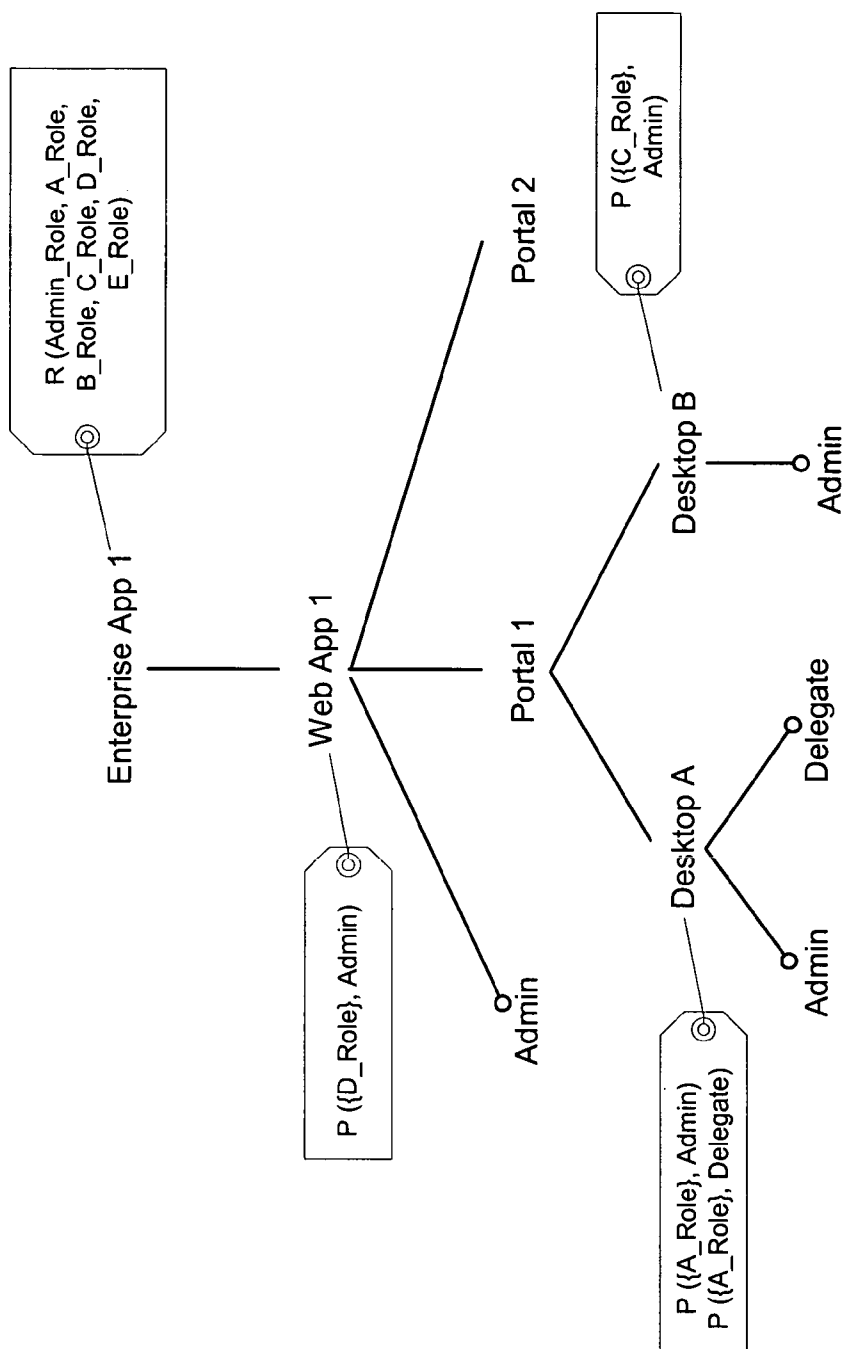 R (Admin_Role, A_Role,
B_Role, C_Role, D_Role,
E_Role)
Enterprise App 1
P ({D_Role}, Admin)
Web App 1
Admin
Portal 1
Portal 2
P ({C_Role},
Admin)
P ({A_Role}, Admin)
P ({A_Role}, Delegate)
Desktop A
Desktop B
Admin
Delegate
Admin